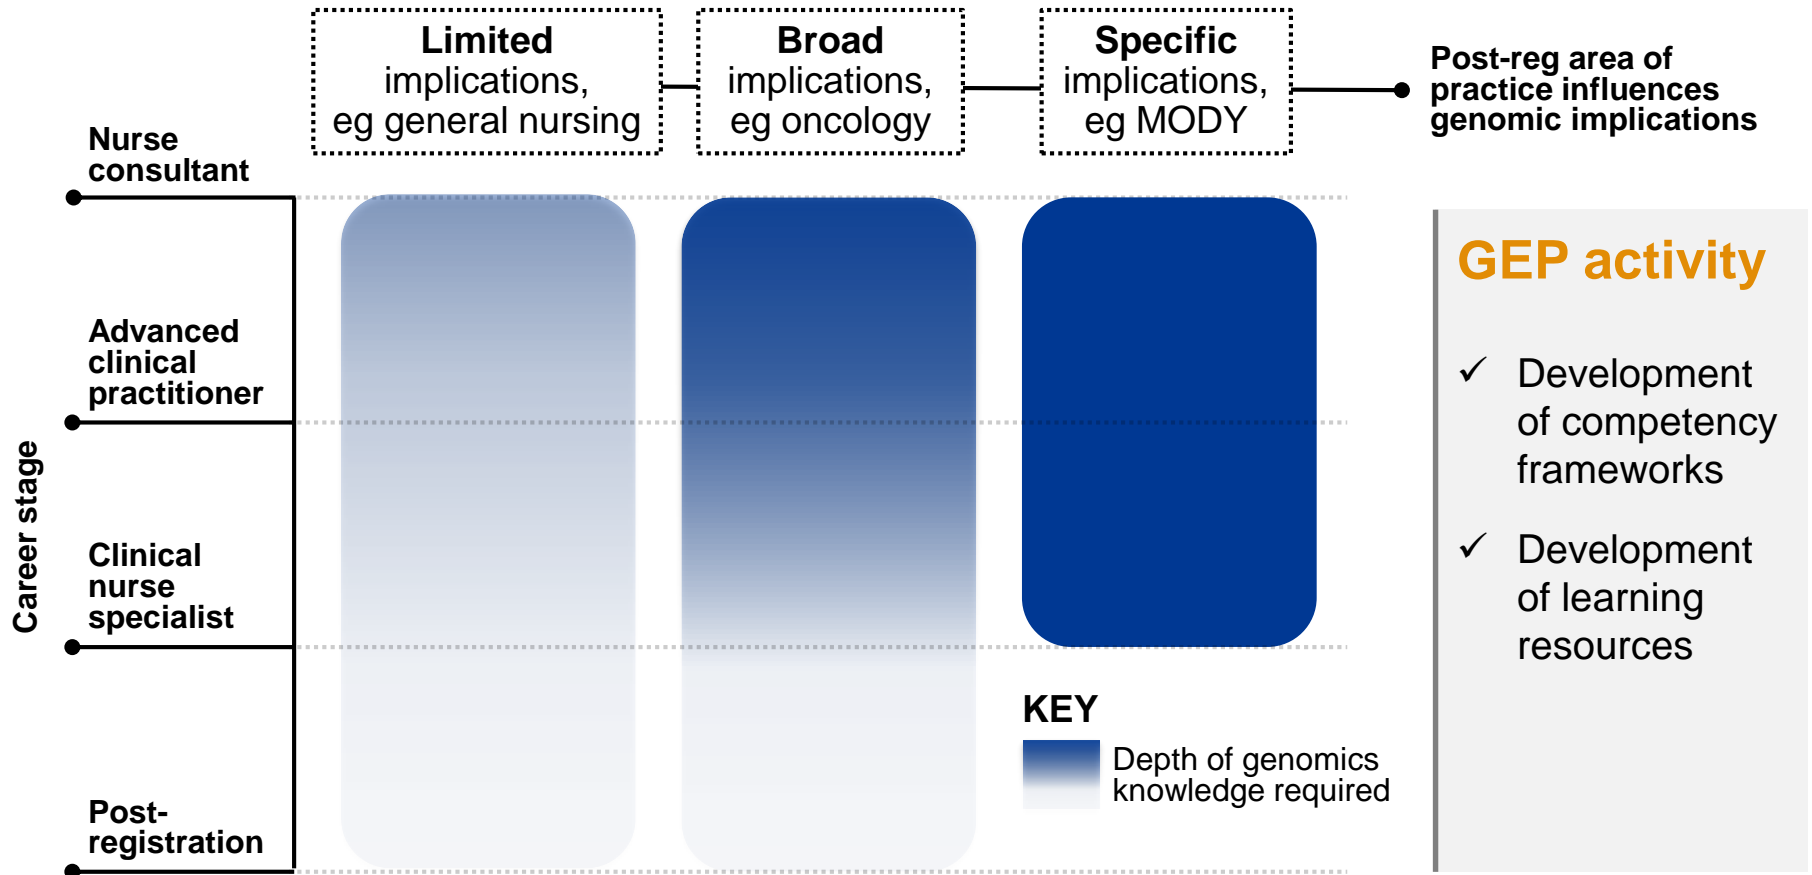 Limited
implications,
eg general nursing
Broad
implications,
eg oncology
Specific
implications,
eg MODY
Post-reg area of
practice influences
genomic implications
Career stage
Nurse
consultant
Advanced
clinical
practitioner
Clinical
nurse
specialist
Post-
registration
KEY
Depth of genomics
knowledge required
GEP activity
✓ Development
of competency
frameworks
✓ Development
of learning
resources